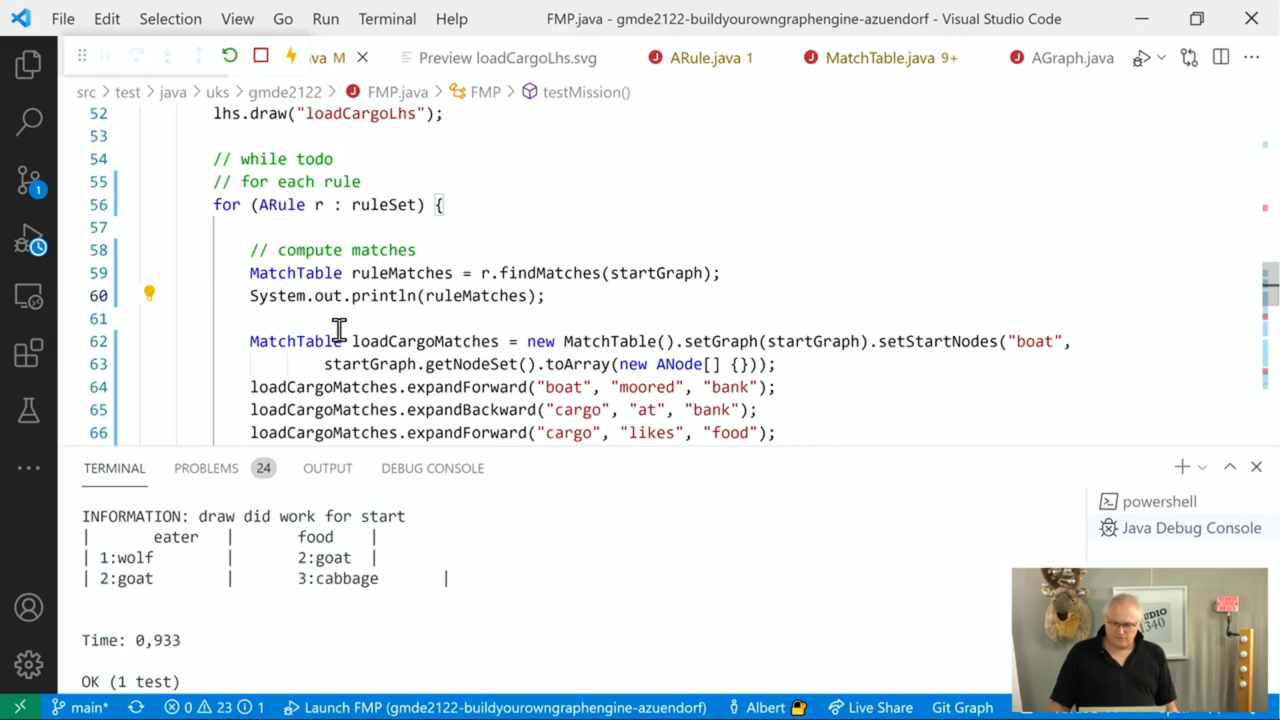 File Edit Selection View Go Run Terminal Help FMP.java - gmde2122-buildyourowngraphengine-azuendorf - Visual Studio Code
va M Preview loadCargoLhs.svg ARule.java 1 MatchTable.java 9+ AGraph.java
src > test > java > uks > gmde2122 > FMP.java > FMP > testMission()
52 lhs.draw("loadCargoLhs");
53
54 // while todo
55 // for each rule
56 for (ARule r : ruleSet) {
57
58 // compute matches
59 MatchTable ruleMatches = r.findMatches(startGraph);
60 System.out.println(ruleMatches);
61
62 MatchTable loadCargoMatches = new MatchTable().setGraph(startGraph).setStartNodes("boat",
63 startGraph.getNodeSet().toArray(new ANode[] {}));
64 loadCargoMatches.expandForward("boat", "moored", "bank");
65 loadCargoMatches.expandBackward("cargo", "at", "bank");
66 loadCargoMatches.expandForward("cargo", "likes", "food");
TERMINAL PROBLEMS 24 OUTPUT DEBUG CONSOLE
INFORMATION: draw did work for start
| eater | food |
| 1:wolf | 2:goat |
| 2:goat | 3:cabbage |
Time: 0,933
OK (1 test)
powershell
Java Debug Console
STUDIO
1340
1
main* 0 23 1 Launch FMP (gmde2122-buildyourowngraphengine-azuendorf) Albert Live Share Git Graph